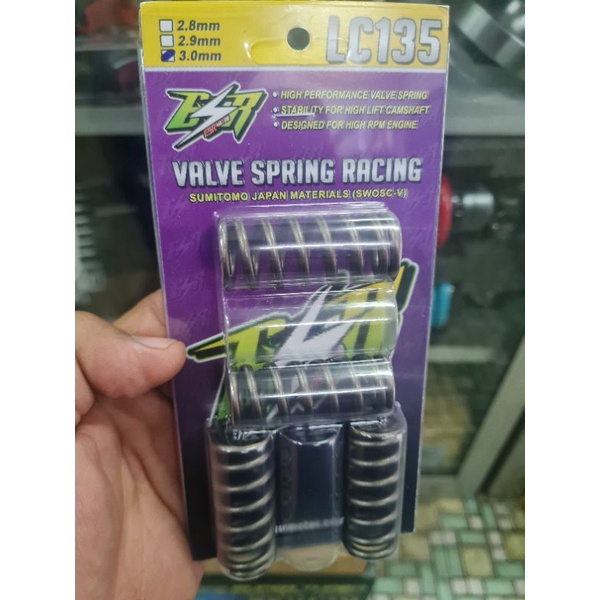 2.8mm
2.9mm
3.0mm
LC135
ESR
• HIGH PERFORMANCE VALVE SPRING
• STABILITY FOR HIGH LIFT CAMSHAFT
• DESIGNED FOR HIGH RPM ENGINE.
VALVE SPRING RACING
SUMITOMO JAPAN MATERIALS (SWOSC-V)